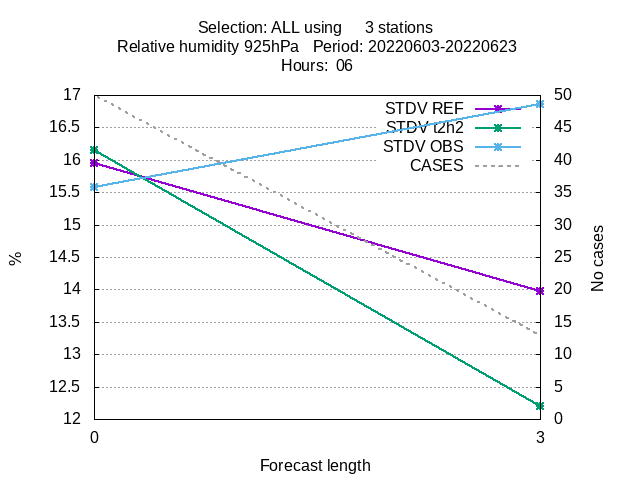 Selection: ALL using 3 stations
Relative humidity 925hPa Period: 20220603-20220623
Hours: 06
17
16.5
16
15.5
15
14.5
14
13.5
13
12.5
12
50
45
40
35
30
25
20
15
10
5
0
STDV REF
STDV t2h2
STDV OBS
CASES
%
No cases
0
3
Forecast length